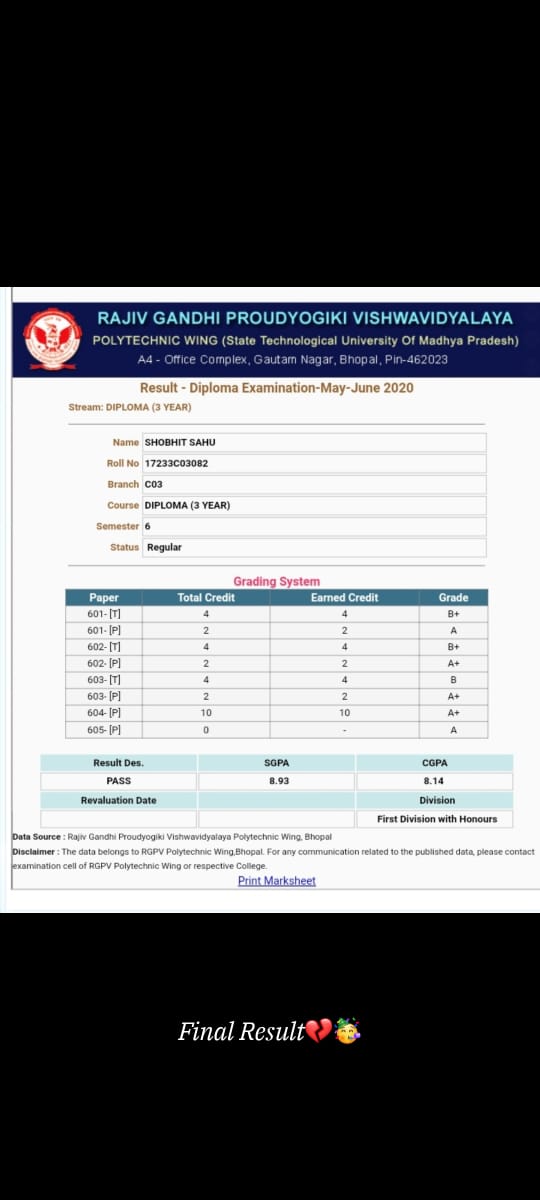 RAJIV GANDHI PROUDYOGIKI VISHWAVIDYALAYA
POLYTECHNIC WING (State Technological University Of Madhya Pradesh)
A4 - Office Complex, Gautam Nagar, Bhopal, Pin-462023
Result - Diploma Examination-May-June 2020
Stream: DIPLOMA (3 YEAR)
Name SHOBHIT SAHU
Roll No 17233C03082
Branch C03
Course DIPLOMA (3 YEAR)
Semester 6
Status Regular
Grading System
Paper Total Credit Earned Credit Grade
601- [T] 4 4 B+
601- [P] 2 2 A
602- [T] 4 4 B+
602- [P] 2 2 A+
603- [T] 4 4 B
603- [P] 2 2 A+
604- [P] 10 10 A+
605- [P] 0 - A
Result Des. SGPA CGPA
PASS 8.93 8.14
Revaluation Date Division
First Division with Honours
Data Source : Rajiv Gandhi Proudyogiki Vishwavidyalaya Polytechnic Wing, Bhopal
Disclaimer : The data belongs to RGPV Polytechnic Wing,Bhopal. For any communication related to the published data, please contact
examination cell of RGPV Polytechnic Wing or respective College.
Print Marksheet
Final Result💔🥳